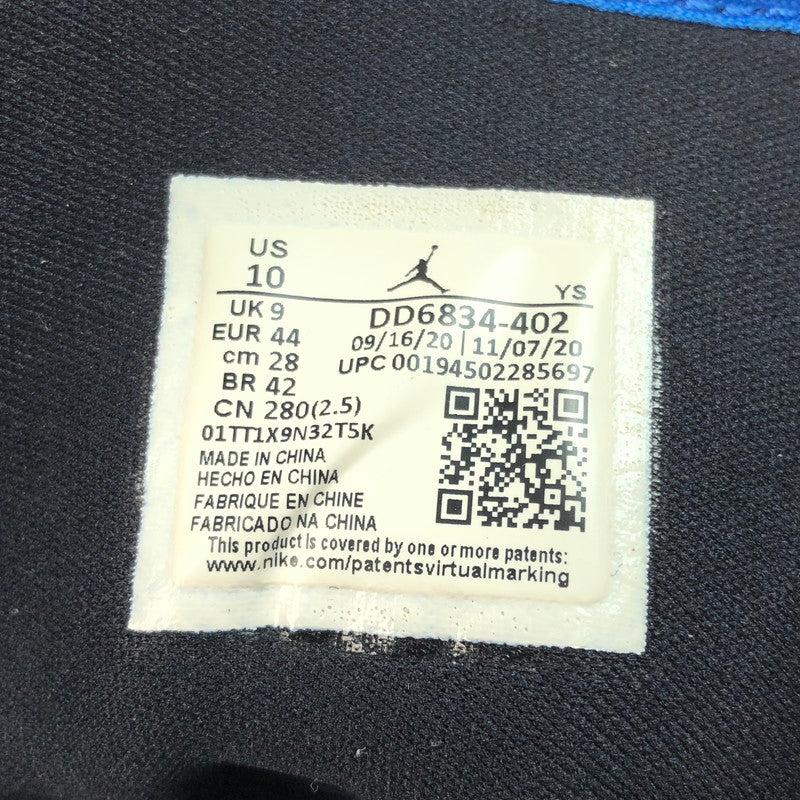 US
10
YS
UK 9
EUR 44
cm 28
BR 42
CN 280(2.5)
DD6834-402
09/16/20 | 11/07/20
UPC 00194502285697
01TT1X9N32T5K
MADE IN CHINA
HECHO EN CHINA
FABRIQUE EN CHINE
FABRICADO NA CHINA
This product is covered by one or more patents:
www.nike.com/patentsvirtualmarking